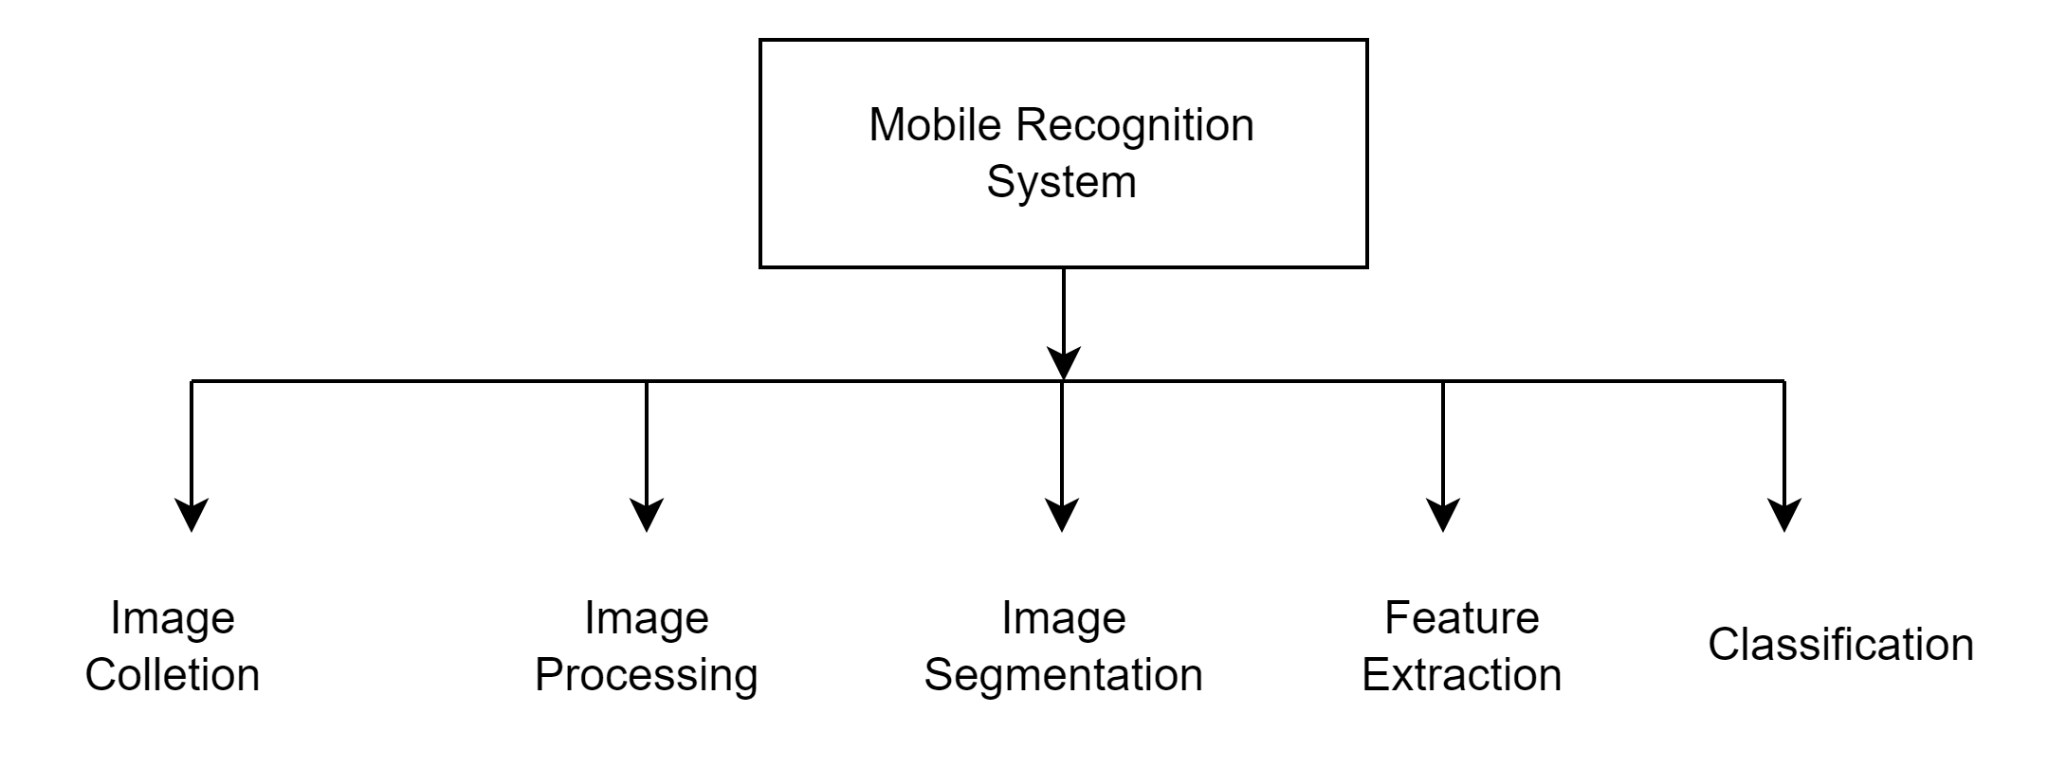 Mobile Recognition
System
Image
Colletion
Image
Processing
Image
Segmentation
Feature
Extraction
Classification